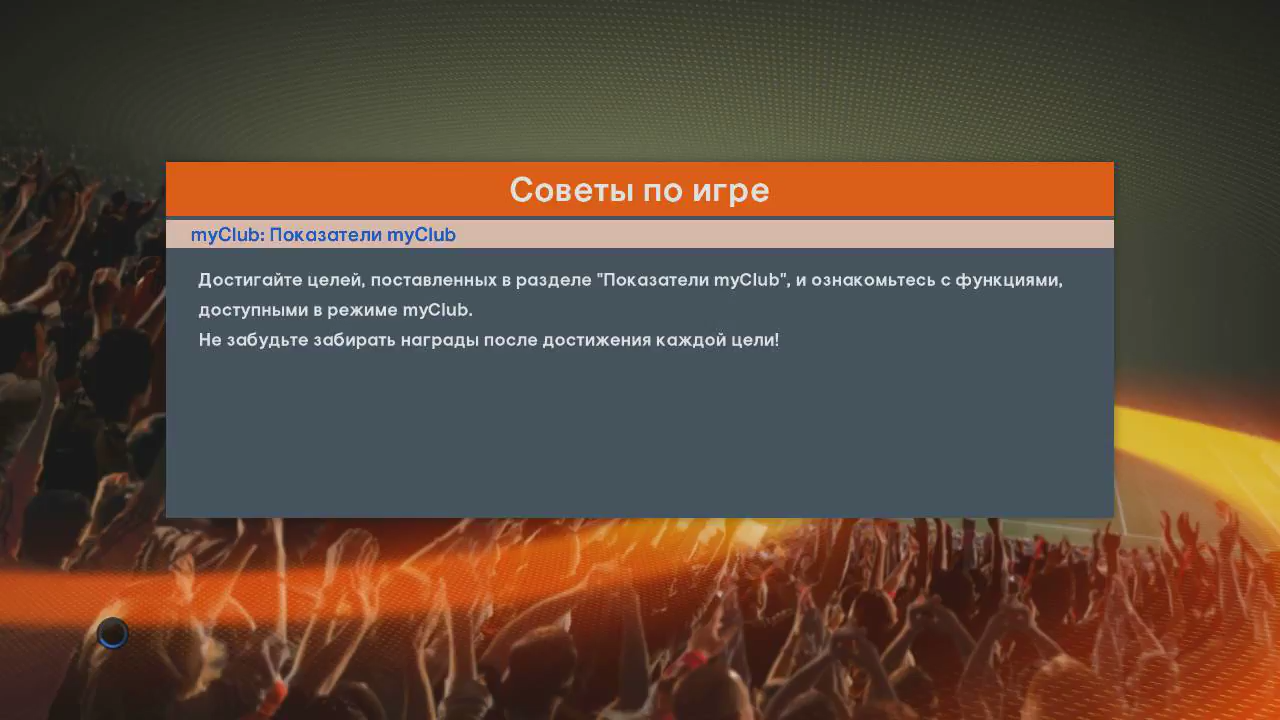 Советы по игре
myClub: Показатели myClub
Достигайте целей, поставленных в разделе "Показатели myClub", и ознакомьтесь с функциями,
доступными в режиме myClub.
Не забудьте забирать награды после достижения каждой цели!